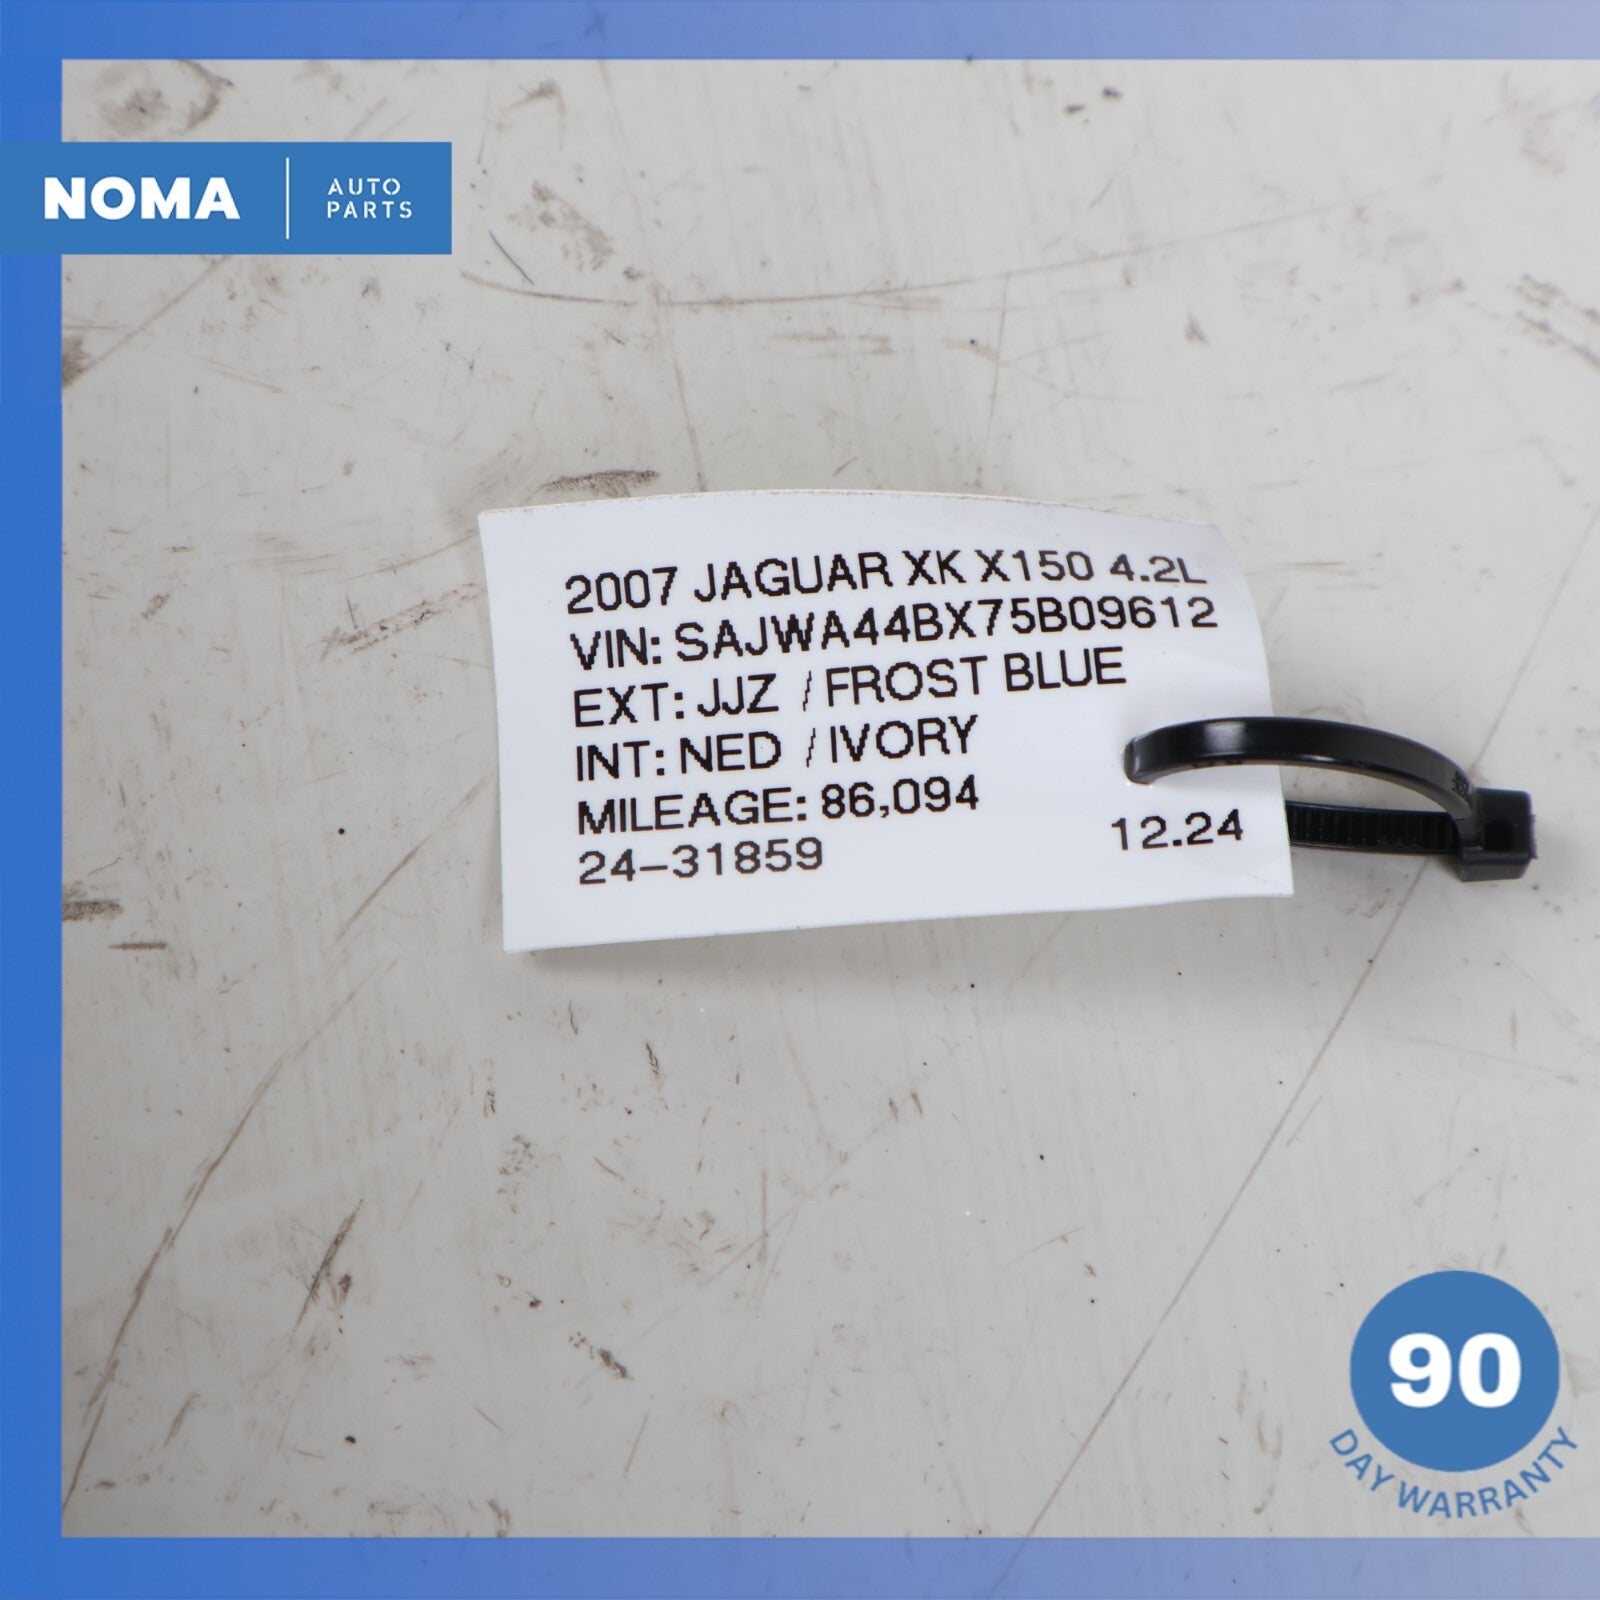 NOMA
AUTO
PARTS
2007 JAGUAR XK X150 4.2L
VIN: SAJWA44BX75B09612
EXT: JJZ / FROST BLUE
INT: NED / IVORY
MILEAGE: 86,094
24-31859 12.24
90
DAY WARRANTY